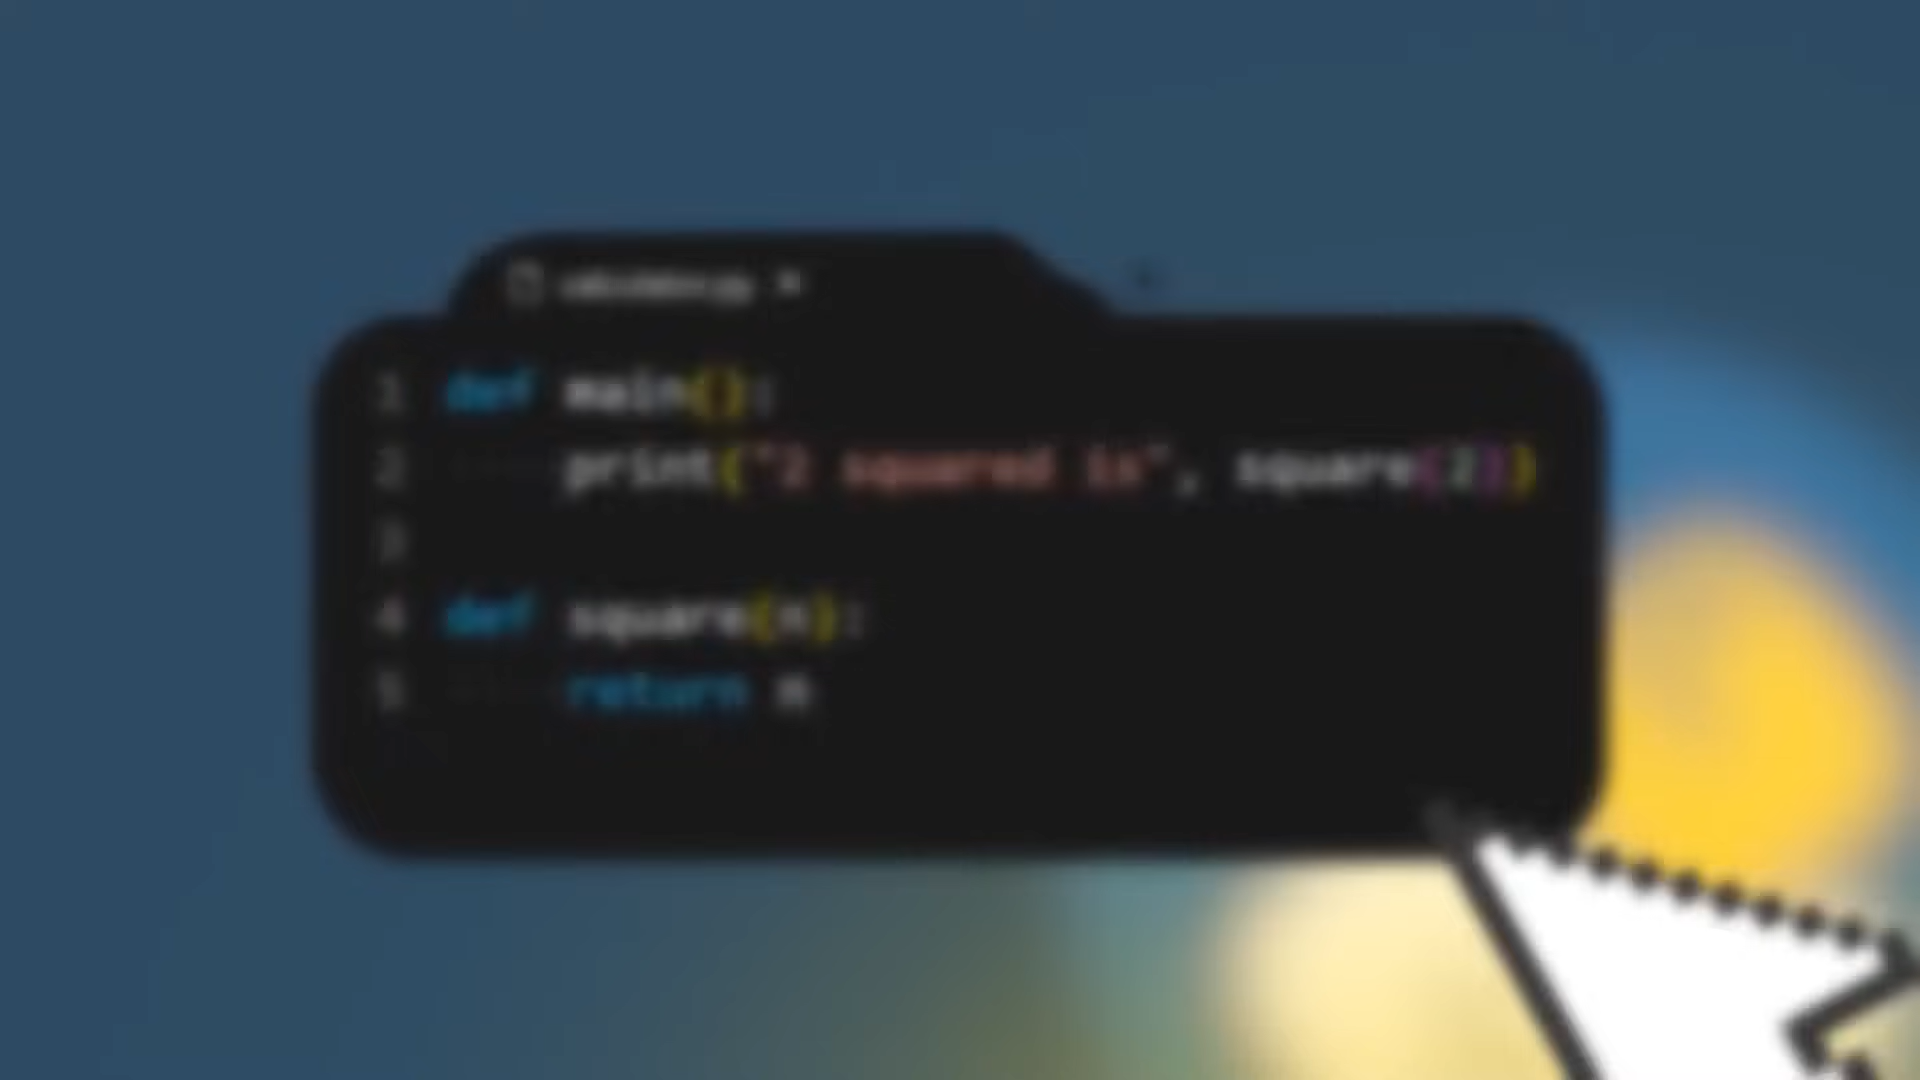 1 def main():
2 print("2 squared is", square(2))
3
4 def square(n):
5 return n